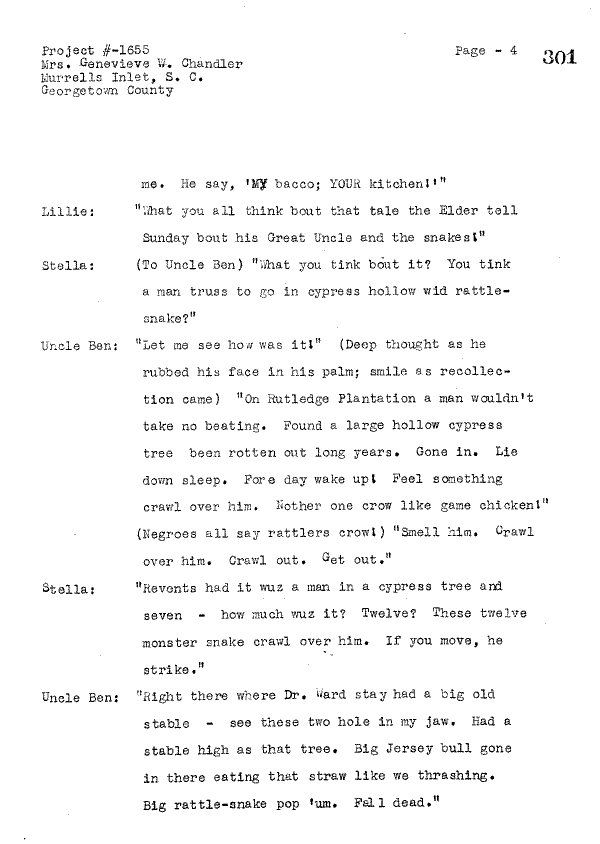 Project #-1655
Mrs. Genevieve W. Chandler
Murrells Inlet, S. C.
Georgetown County
Page - 4
301
me. He say, 'MY bacco; YOUR kitchen!'"
Lillie: "What you all think bout that tale the Elder tell
Sunday bout his Great Uncle and the snakes!"
Stella: (To Uncle Ben) "What you tink bout it? You tink
a man truss to go in cypress hollow wid rattle-
snake?"
Uncle Ben: "Let me see how was it!" (Deep thought as he
rubbed his face in his palm; smile as recollec-
tion came) "On Rutledge Plantation a man wouldn't
take no beating. Found a large hollow cypress
tree been rotten out long years. Gone in. Lie
down sleep. Fore day wake up! Feel something
crawl over him. Nother one crow like game chicken!"
(Negroes all say rattlers crow!) "Smell him. Crawl
over him. Crawl out. Get out."
Stella: "Revents had it wuz a man in a cypress tree and
seven - how much wuz it? Twelve? These twelve
monster snake crawl over him. If you move, he
strike."
Uncle Ben: "Right there where Dr. Ward stay had a big old
stable - see these two hole in my jaw. Had a
stable high as that tree. Big Jersey bull gone
in there eating that straw like we thrashing.
Big rattle-snake pop 'um. Fall dead."